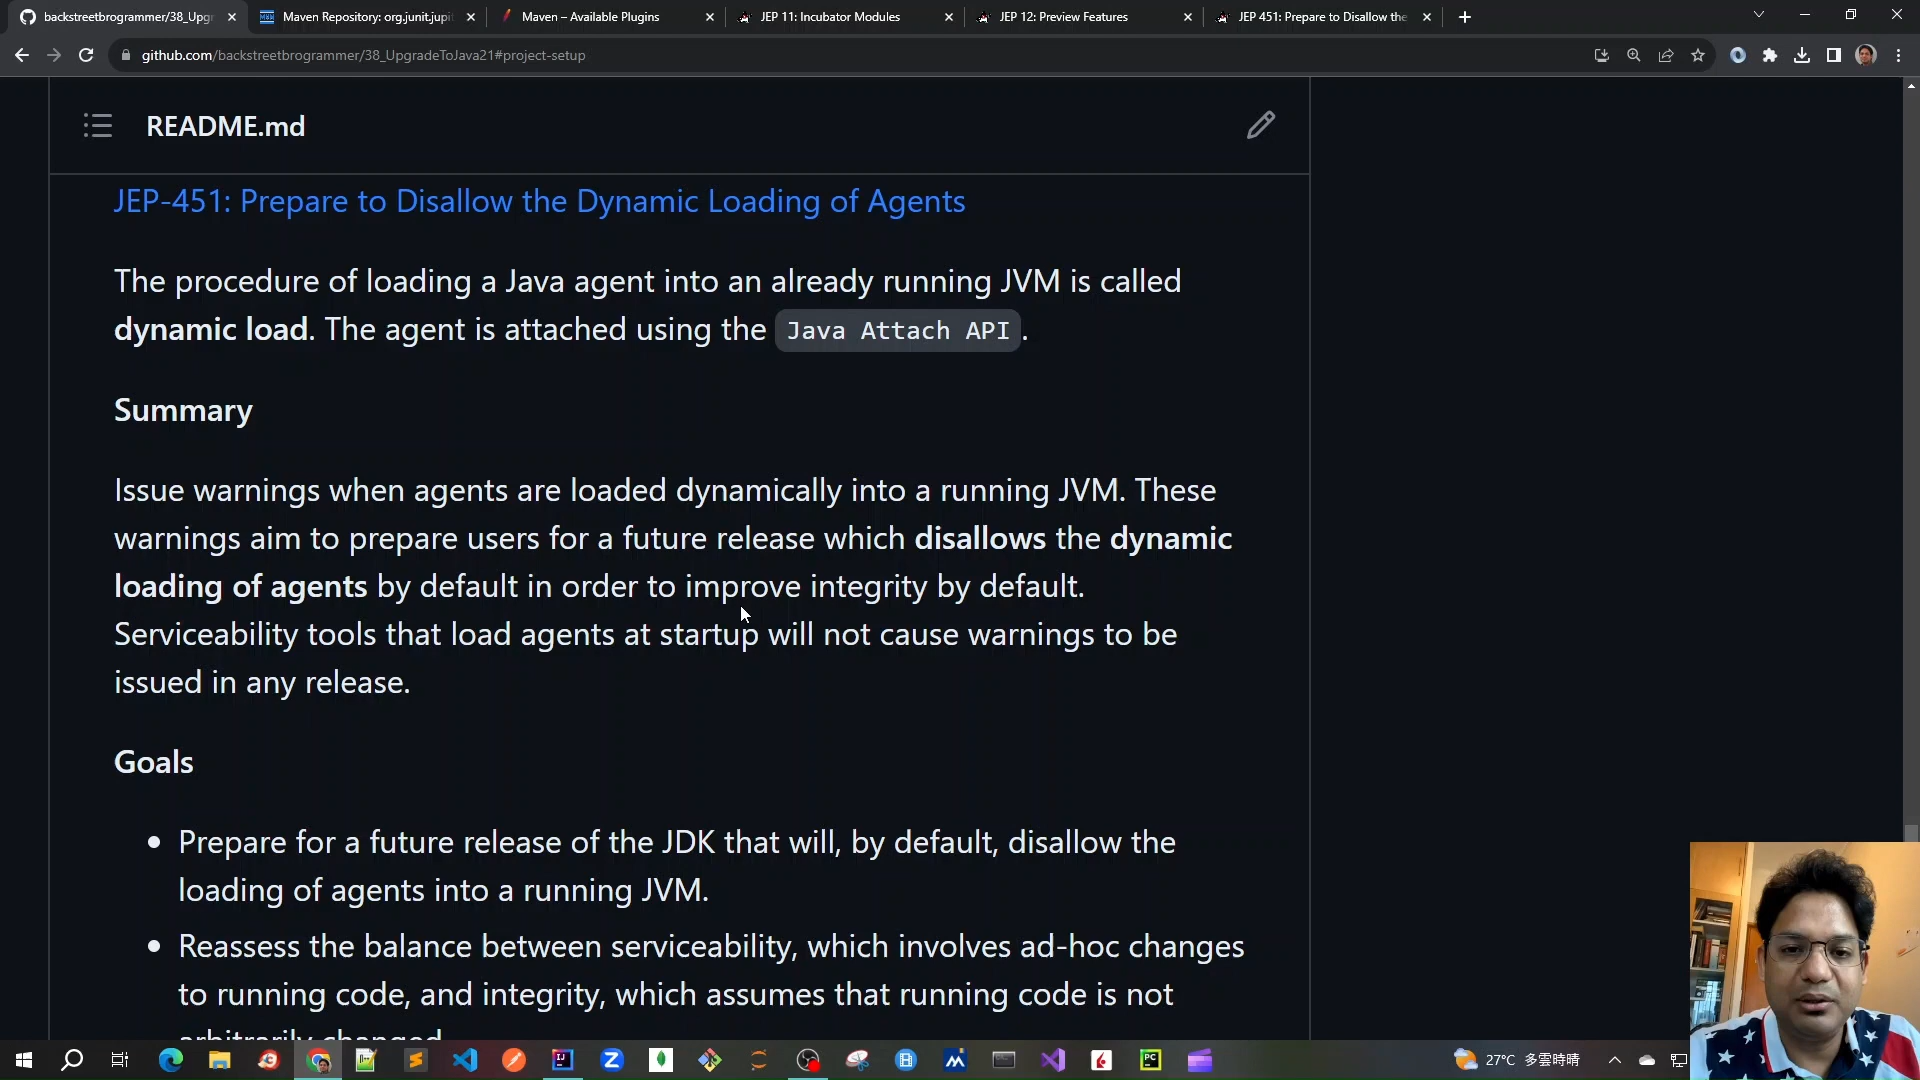 backstreetbrogrammer/38_Upgr
Maven Repository: org.junit.jupi
Maven – Available Plugins
JEP 11: Incubator Modules
JEP 12: Preview Features
JEP 451: Prepare to Disallow the
github.com/backstreetbrogrammer/38_UpgradeToJava21#project-setup
README.md
JEP-451: Prepare to Disallow the Dynamic Loading of Agents
The procedure of loading a Java agent into an already running JVM is called
dynamic load. The agent is attached using the Java Attach API.
Summary
Issue warnings when agents are loaded dynamically into a running JVM. These
warnings aim to prepare users for a future release which disallows the dynamic
loading of agents by default in order to improve integrity by default.
Serviceability tools that load agents at startup will not cause warnings to be
issued in any release.
Goals
• Prepare for a future release of the JDK that will, by default, disallow the
loading of agents into a running JVM.
• Reassess the balance between serviceability, which involves ad-hoc changes
to running code, and integrity, which assumes that running code is not
arbitrarily changed
27°C 多雲時晴